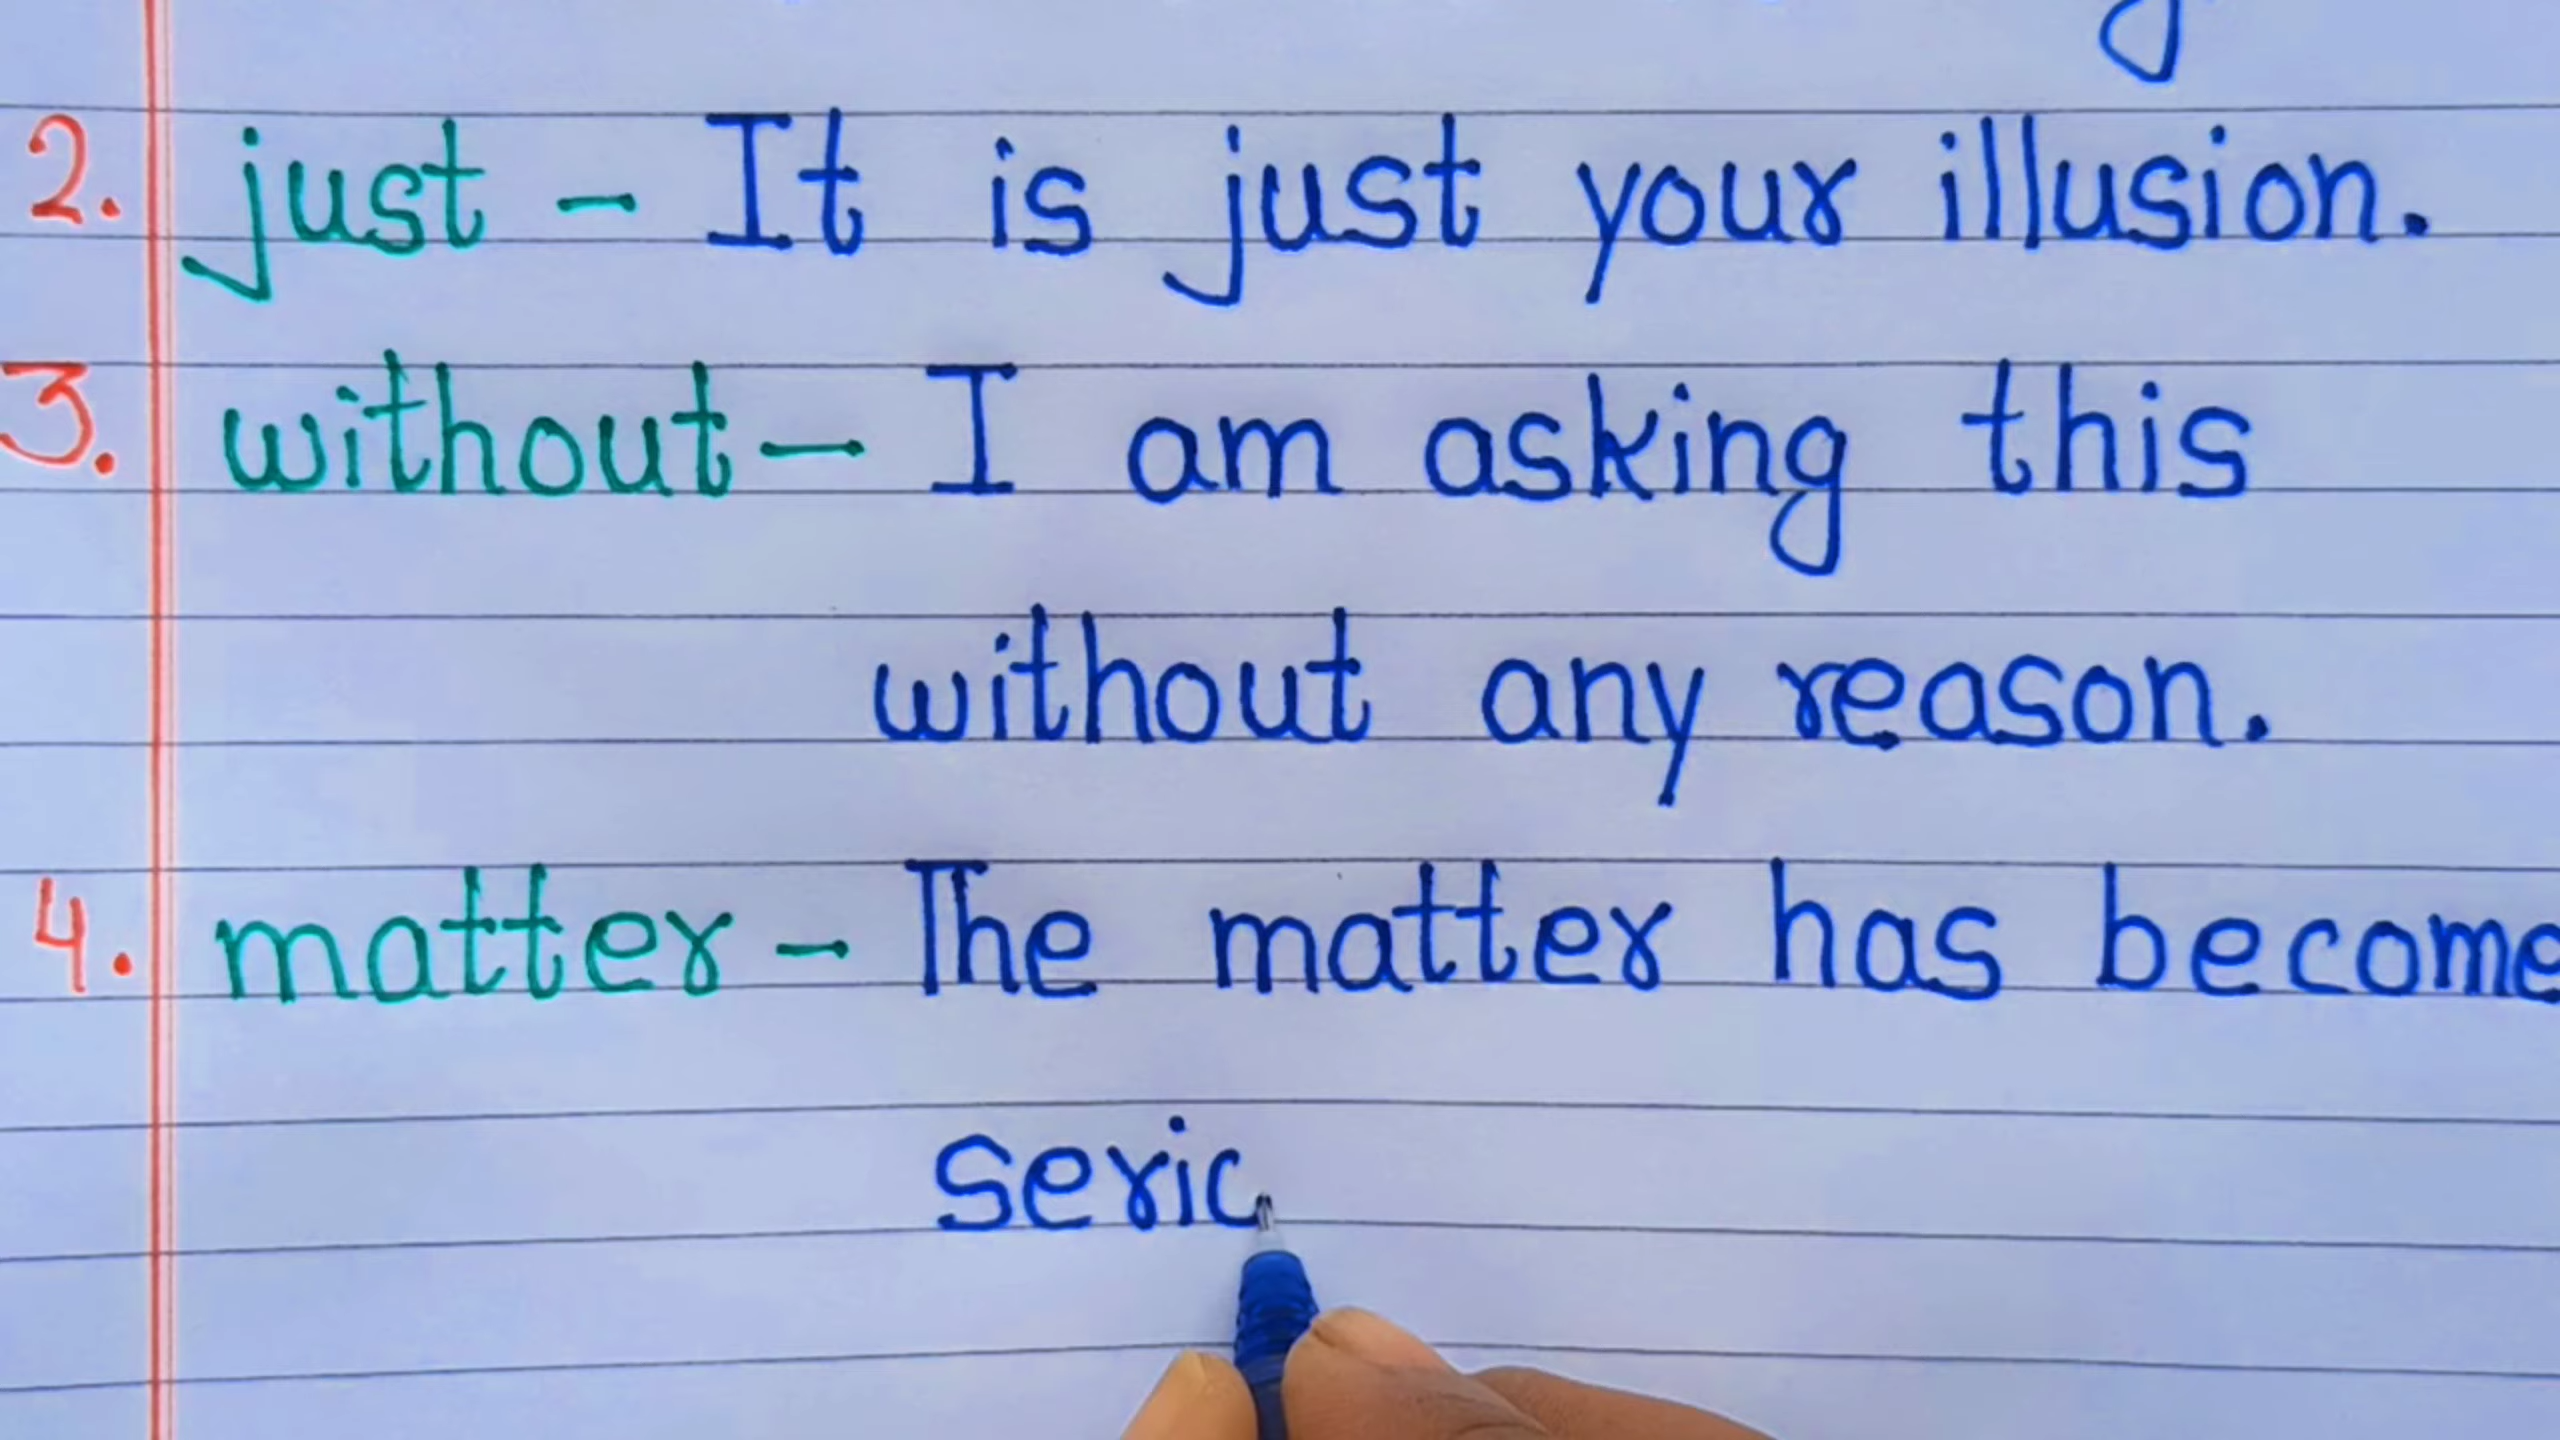 2. just - It is just your illusion.
3. without - I am asking this
without any reason.
4. matter - The matter has become
seric